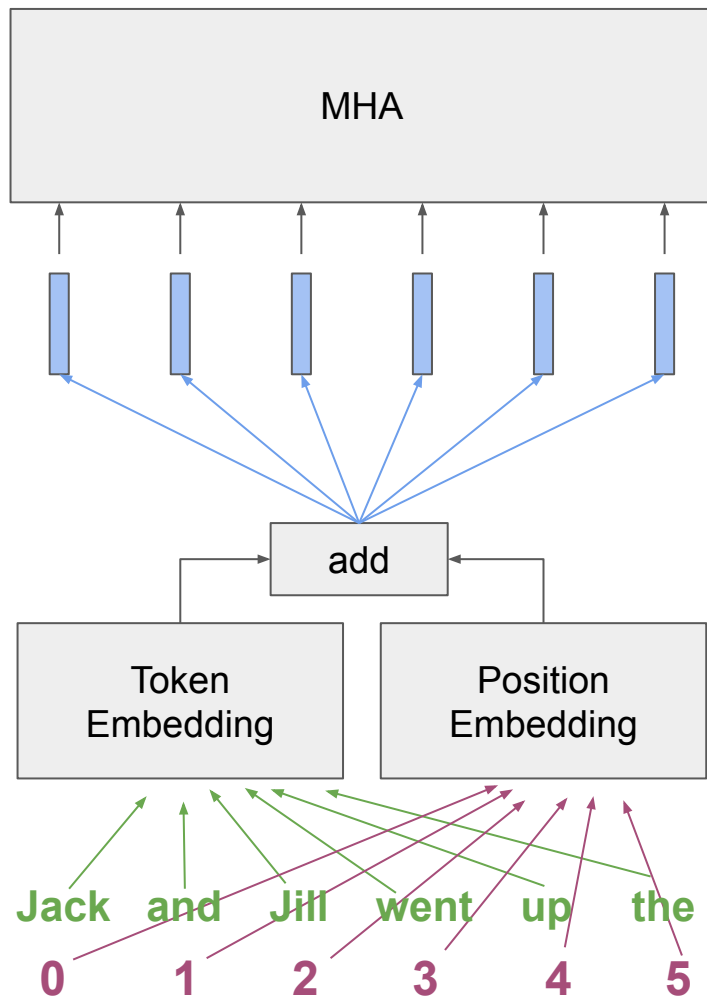 MHA
add
Token
Embedding
Position
Embedding
Jack and Jill went up the
0 1 2 3 4 5